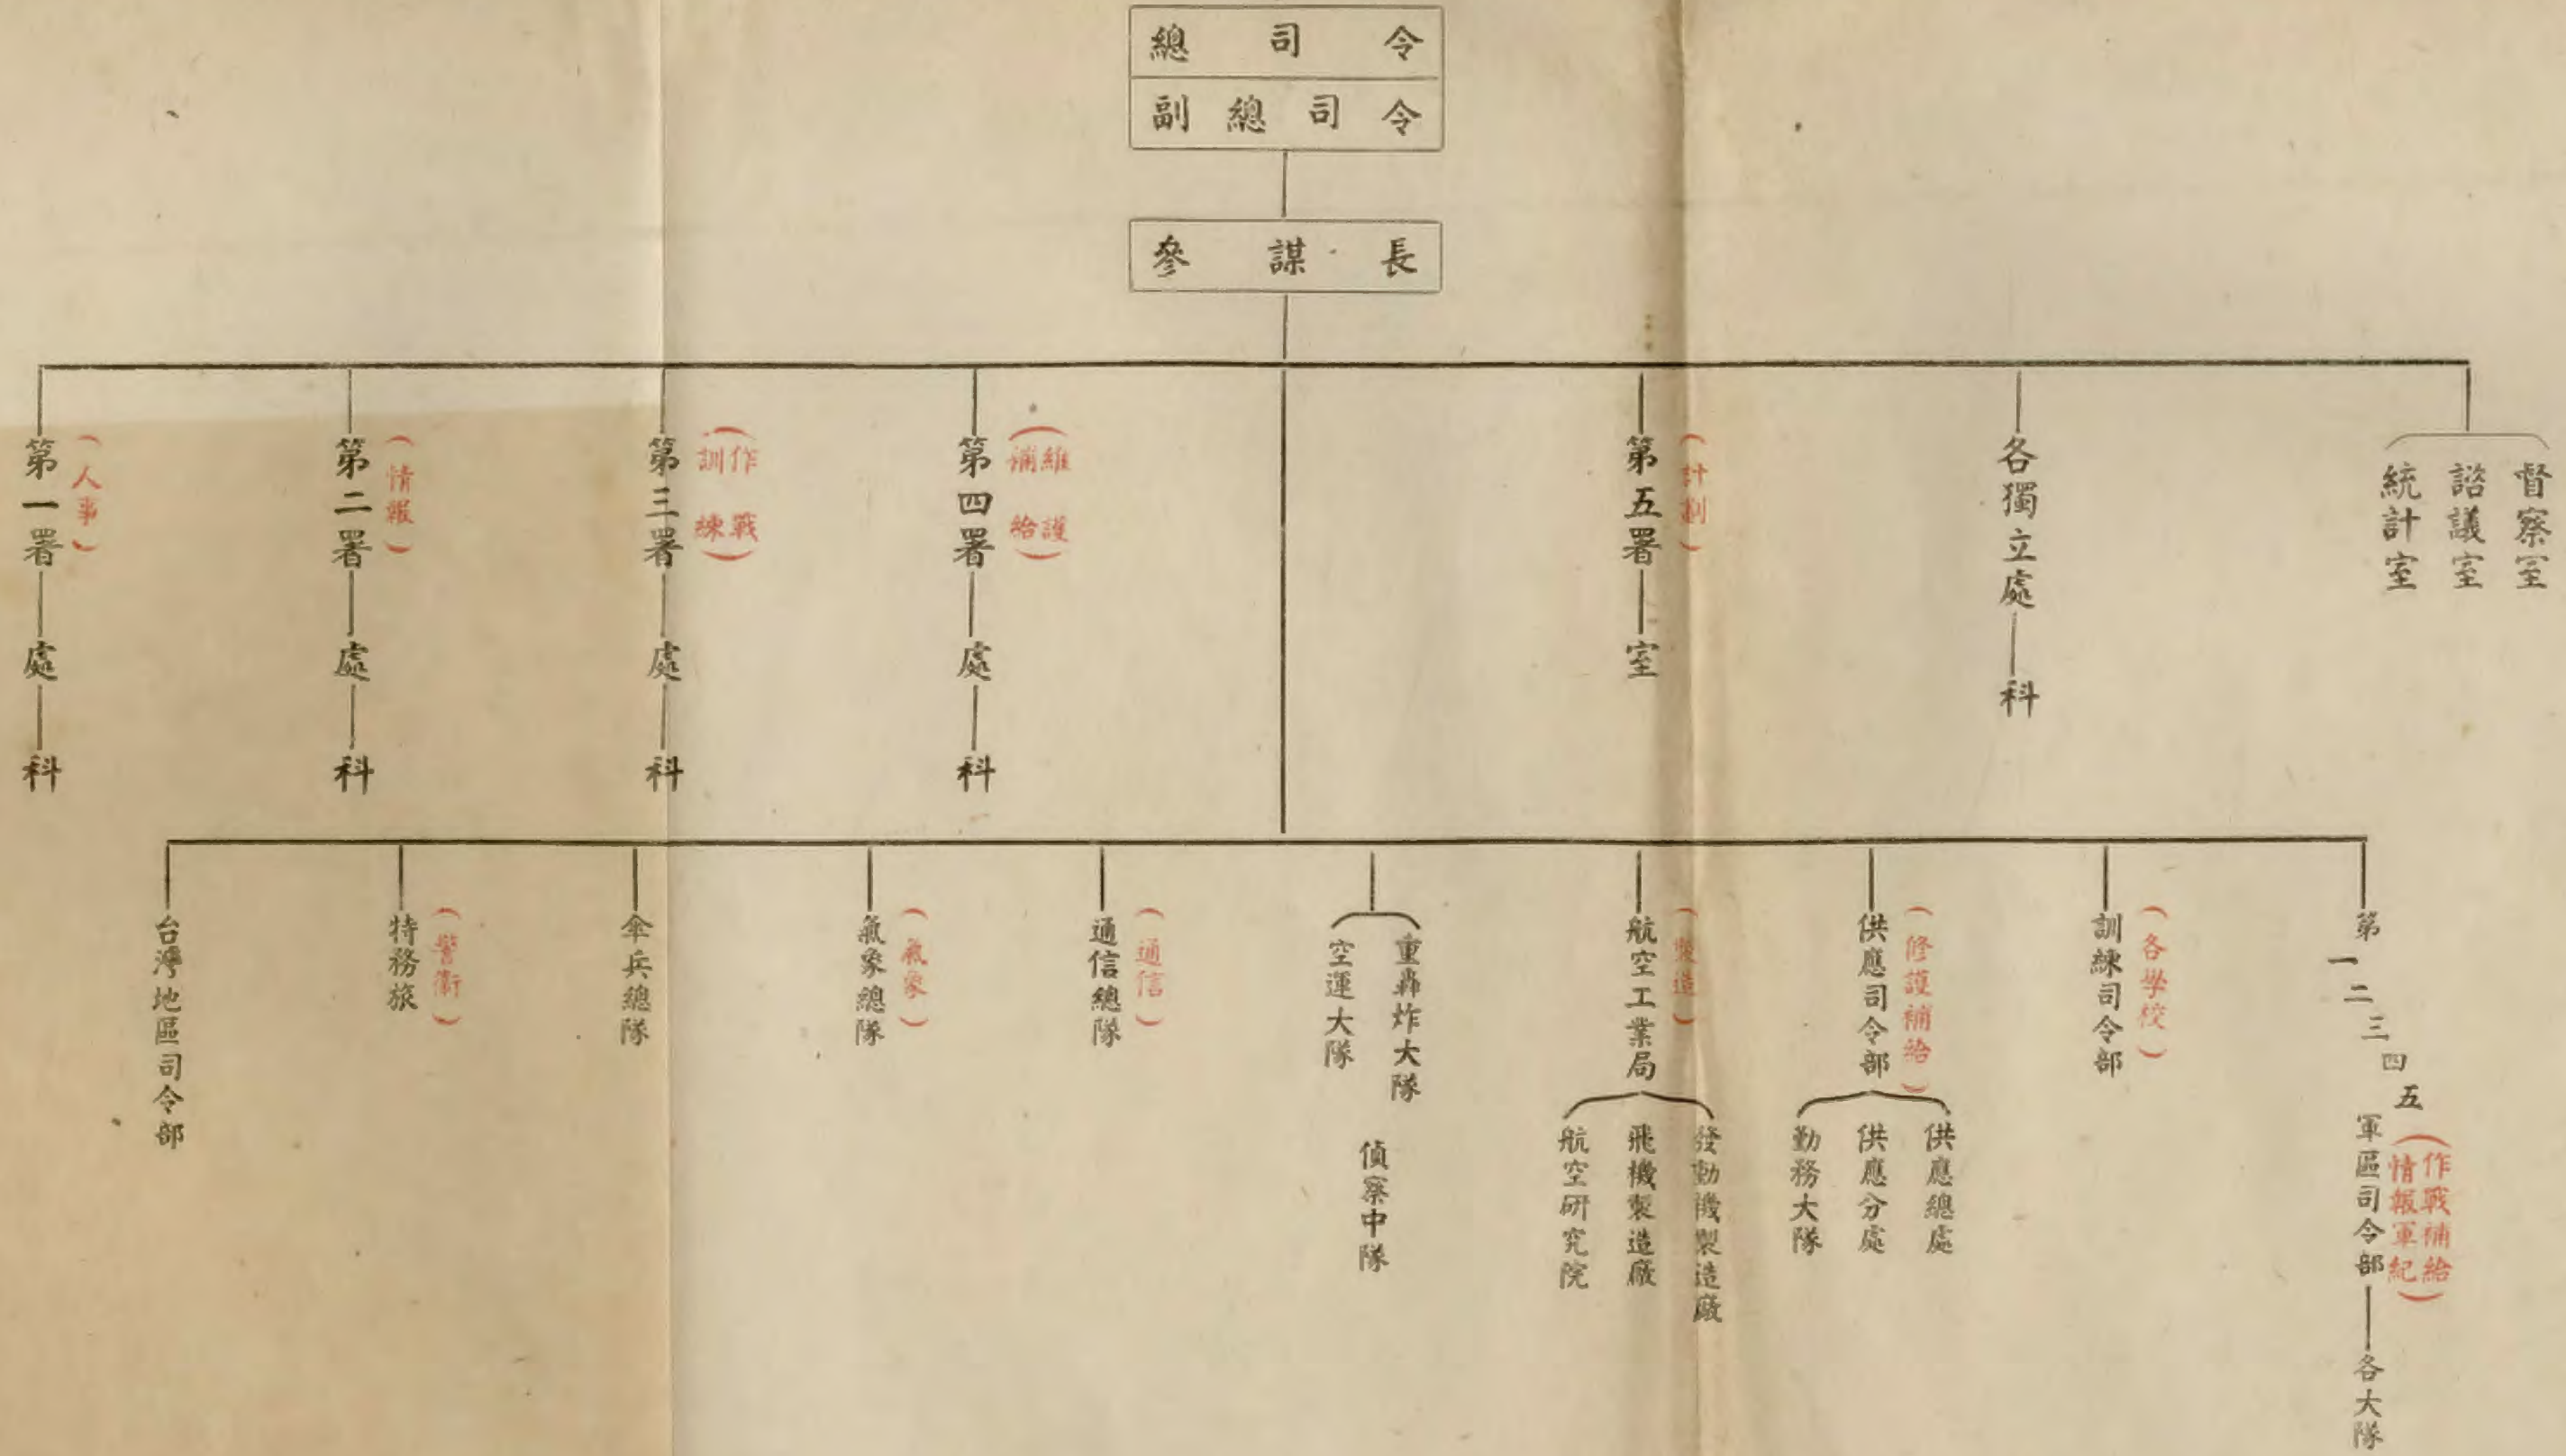 總司令
副總司令
參謀長
督察室
諮議室
統計室
各獨立處
科
第五署
(計劃)
室
第四署
(維護
補給)
處
科
第三署
(作戰
訓練)
處
科
第二署
(情報)
處
科
第一署
(人事)
處
科
第一二三四五軍區司令部
(作戰補給
情報軍紀)
各大隊
訓練司令部
(各學校)
供應司令部
(修護補給)
供應總處
供應分處
勤務大隊
航空工業局
(製造)
發動機製造廠
飛機製造廠
航空研究院
重轟炸大隊
空運大隊
偵察中隊
通信總隊
(通信)
氣象總隊
(氣象)
傘兵總隊
特務旅
(警衛)
台灣地區司令部